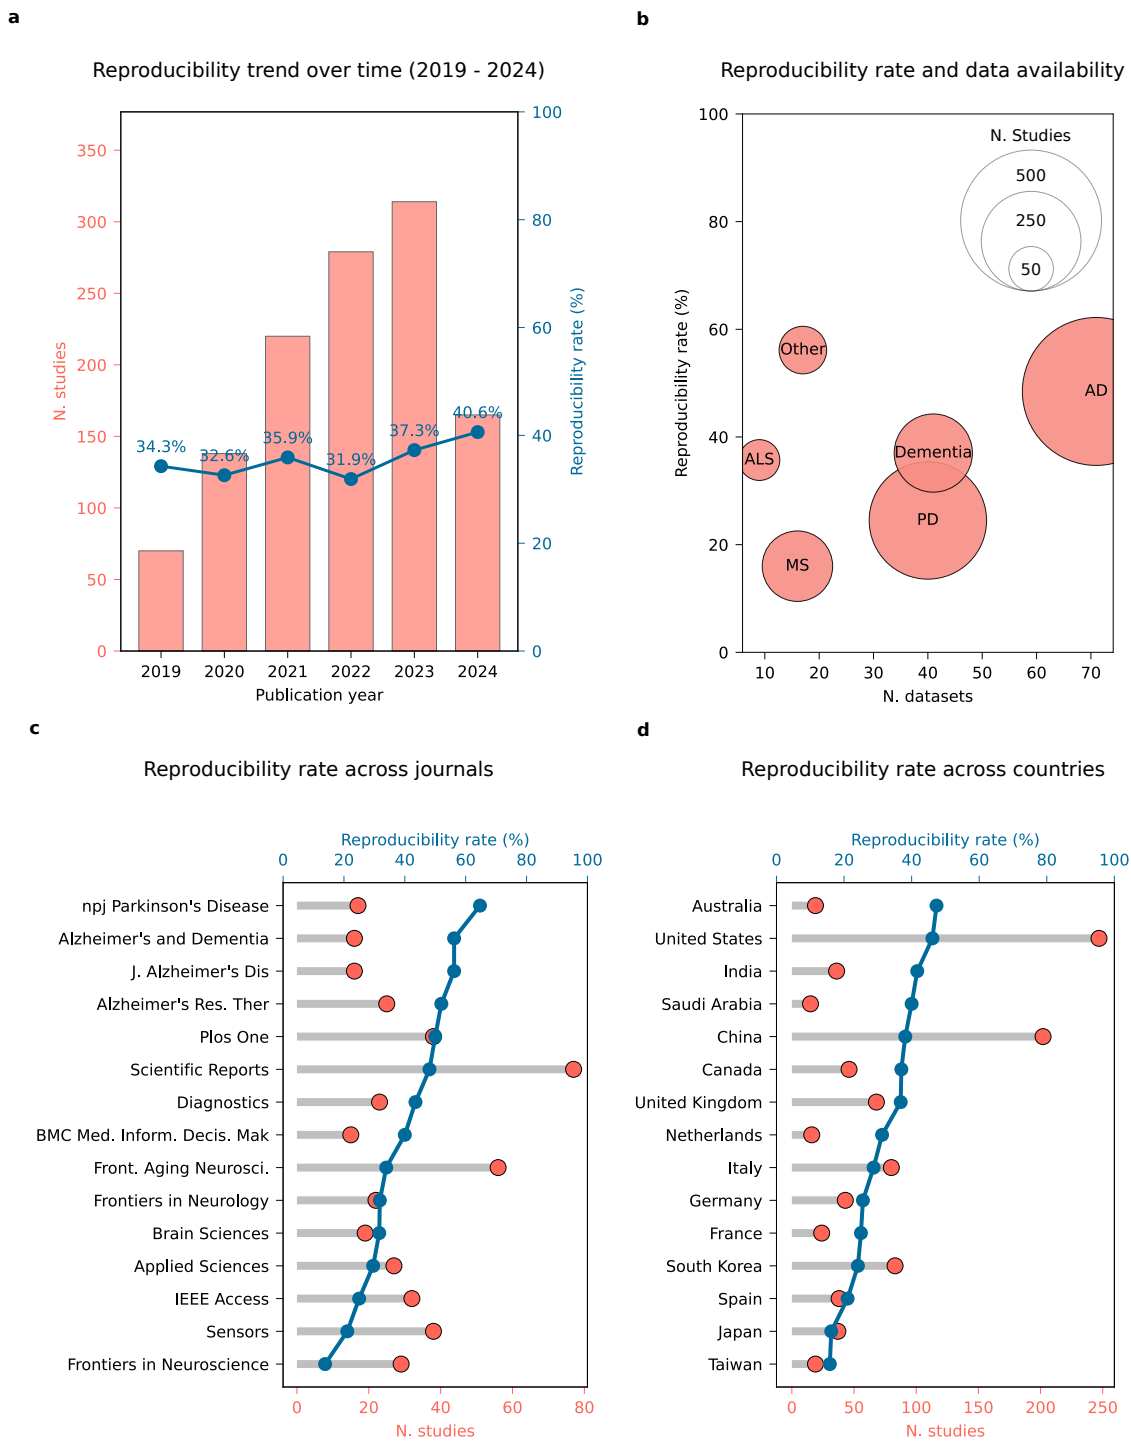 a
Reproducibility trend over time (2019 - 2024)
N. studies
0
50
100
150
200
250
300
350
34.3%
32.6%
35.9%
31.9%
37.3%
40.6%
0
20
40
60
80
100
Reproducibility rate (%)
2019 2020 2021 2022 2023 2024
Publication year
b
Reproducibility rate and data availability
Reproducibility rate (%)
100
80
60
40
20
0
N. Studies
500
250
50
Other
AD
ALS
Dementia
PD
MS
10 20 30 40 50 60 70
N. datasets
c
Reproducibility rate across journals
Reproducibility rate (%)
0 20 40 60 80 100
npj Parkinson's Disease
Alzheimer's and Dementia
J. Alzheimer's Dis
Alzheimer's Res. Ther
Plos One
Scientific Reports
Diagnostics
BMC Med. Inform. Decis. Mak
Front. Aging Neurosci.
Frontiers in Neurology
Brain Sciences
Applied Sciences
IEEE Access
Sensors
Frontiers in Neuroscience
0 20 40 60 80
N. studies
d
Reproducibility rate across countries
Reproducibility rate (%)
0 20 40 60 80 100
Australia
United States
India
Saudi Arabia
China
Canada
United Kingdom
Netherlands
Italy
Germany
France
South Korea
Spain
Japan
Taiwan
0 50 100 150 200 250
N. studies